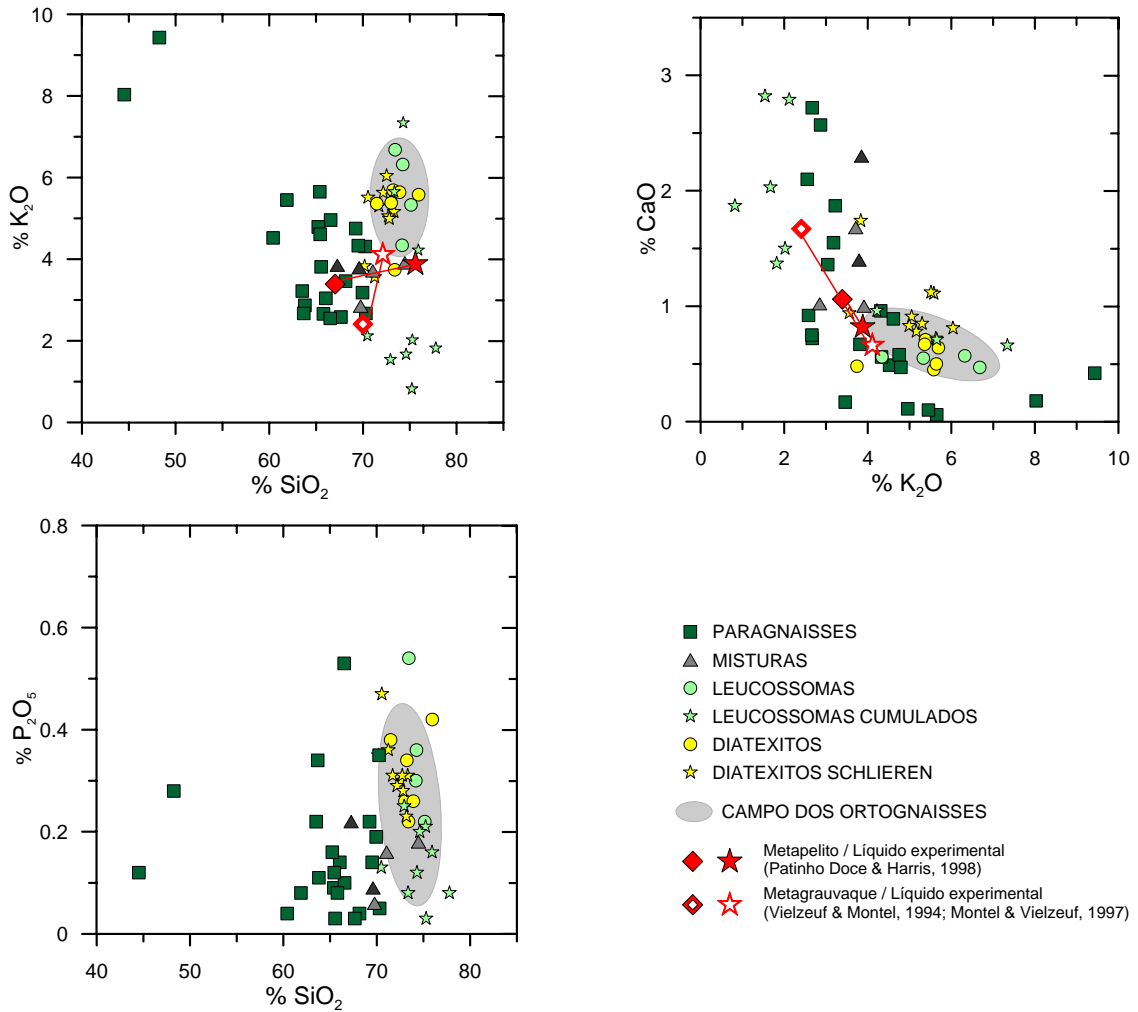 10
8
6
4
2
0
% K2O
40
50
60
70
80
% SiO2
3
2
1
0
% CaO
0
2
4
6
8
10
% K2O
0.8
0.6
0.4
0.2
0
% P2O5
40
50
60
70
80
% SiO2
PARAGNAISSES
MISTURAS
LEUCOSSOMAS
LEUCOSSOMAS CUMULADOS
DIATEXITOS
DIATEXITOS SCHLIEREN
CAMPO DOS ORTOGNAISSES
Metapelito / Líquido experimental
(Patinho Doce & Harris, 1998)
Metagrauvaque / Líquido experimental
(Vielzeuf & Montel, 1994; Montel & Vielzeuf, 1997)